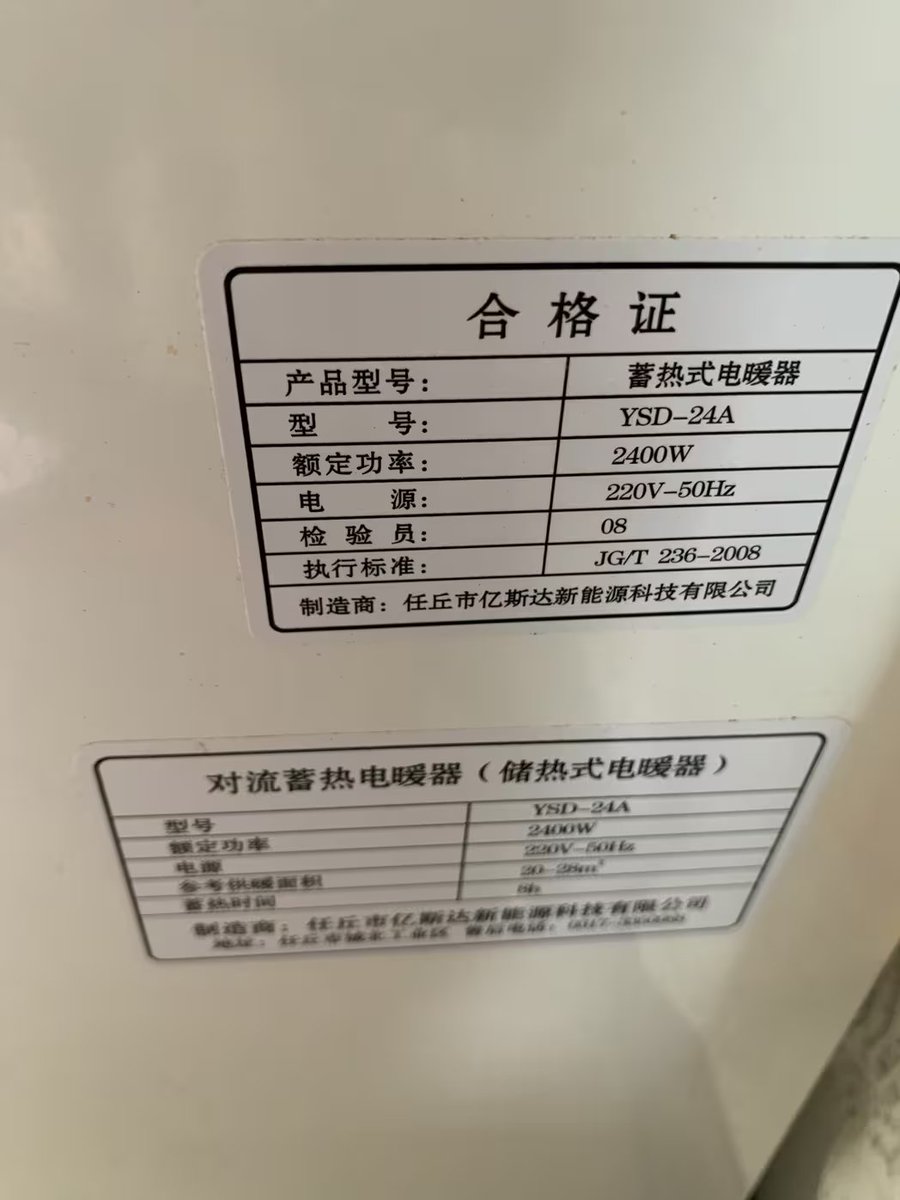 合格证
产品型号： 蓄热式电暖器
型 号： YSD-24A
额定功率： 2400W
电 源： 220V-50Hz
检 验 员： 08
执行标准： JG/T 236-2008
制造商：任丘市亿斯达新能源科技有限公司
对流蓄热电暖器（储热式电暖器）
型号 YSD-24A
额定功率 2400W
电源 220V-50Hz
参考供暖面积 20-28m²
蓄热时间 8h
制造商：任丘市亿斯达新能源科技有限公司
地址：任丘市 工业区 售后电话：